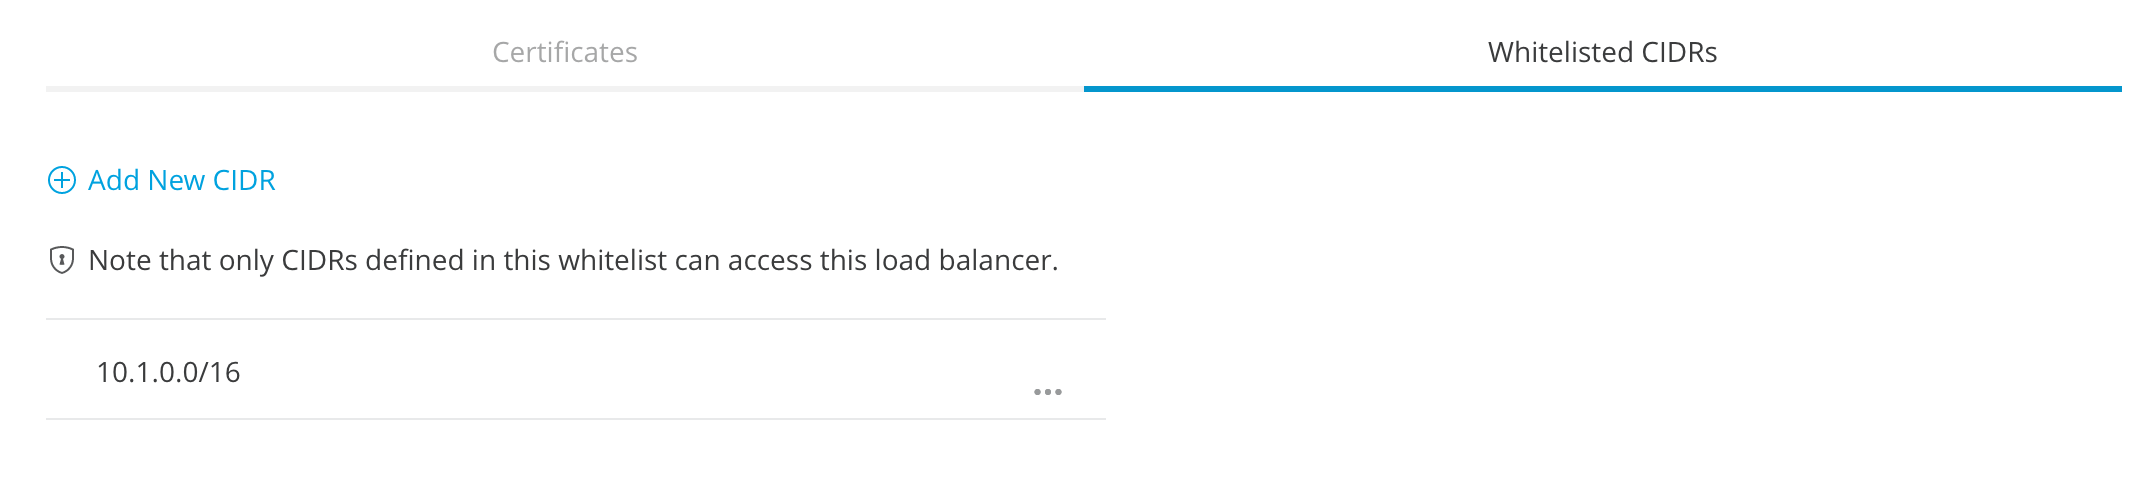 Certificates
Whitelisted CIDRs
Add New CIDR
Note that only CIDRs defined in this whitelist can access this load balancer.
10.1.0.0/16